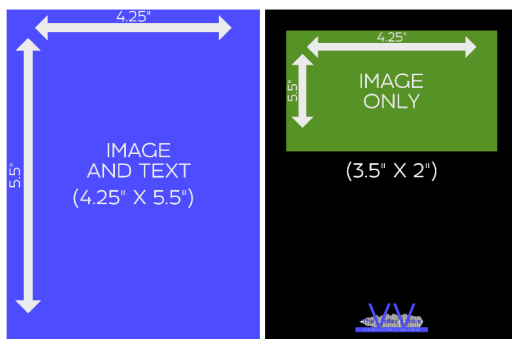 4.25"
5.5"
IMAGE
AND TEXT
(4.25" X 5.5")
4.25"
5.5"
IMAGE
ONLY
(3.5" X 2")